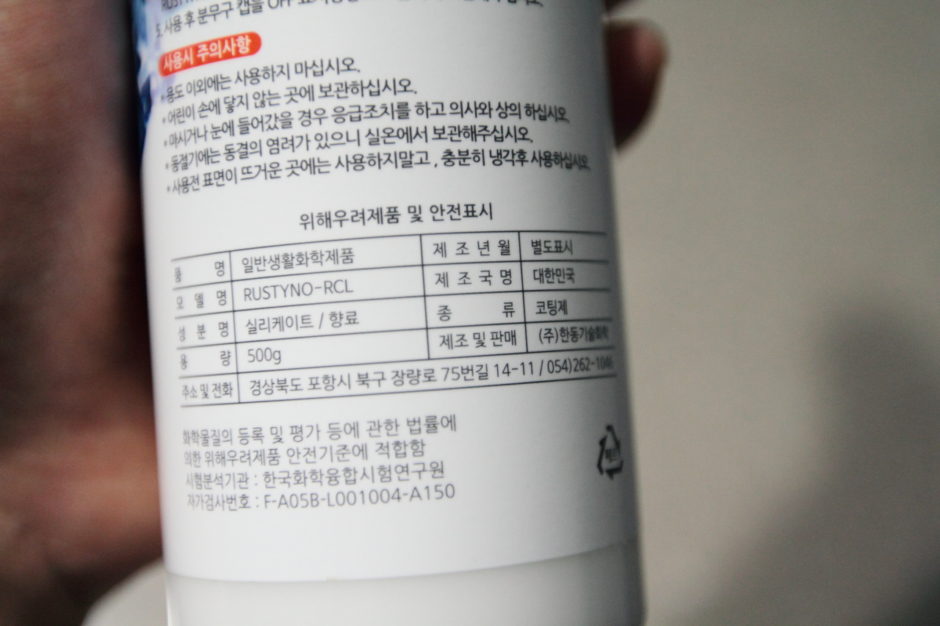 5. 사용 후 분무구 캡을 OFF
사용시 주의사항
* 용도 이외에는 사용하지 마십시오.
* 어린이 손에 닿지 않는 곳에 보관하십시오.
* 마시거나 눈에 들어갔을 경우 응급조치를 하고 의사와 상의 하십시오.
* 동절기에는 동결의 염려가 있으니 실온에서 보관해주십시오.
* 사용전 표면이 뜨거운 곳에는 사용하지말고, 충분히 냉각후 사용하십시오.
위해우려제품 및 안전표시
품 명 일반생활화학제품 제 조 년 월 별도표시
모 델 명 RUSTYNO-RCL 제 조 국 명 대한민국
성 분 명 실리케이트 / 향료 종 류 코팅제
용 량 500g 제조 및 판매 (주)한동기술화학
주소 및 전화 경상북도 포항시 북구 장량로 75번길 14-11 / 054)262-1046
화학물질의 등록 및 평가 등에 관한 법률에
의한 위해우려제품 안전기준에 적합함
시험분석기관 : 한국화학융합시험연구원
자가검사번호 : F-A05B-L001004-A150